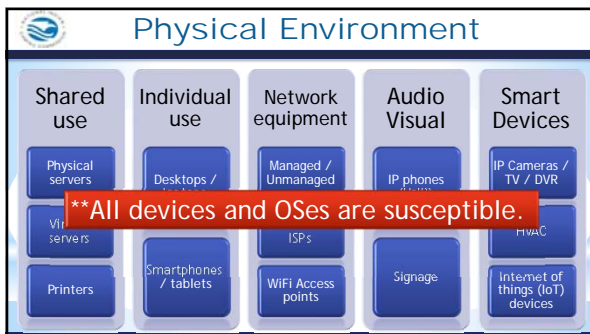 Physical Environment
Shared
use
Physical
servers
servers
Printers
Individual
use
Desktops /
Smartphones
/ tablets
Network
equipment
Managed /
Unmanaged
ISPs
WiFi Access
points
Audio
Visual
IP phones
Signage
Smart
Devices
IP Cameras /
TV / DVR
HVAC
Internet of
things (IoT)
devices
**All devices and OSes are susceptible.